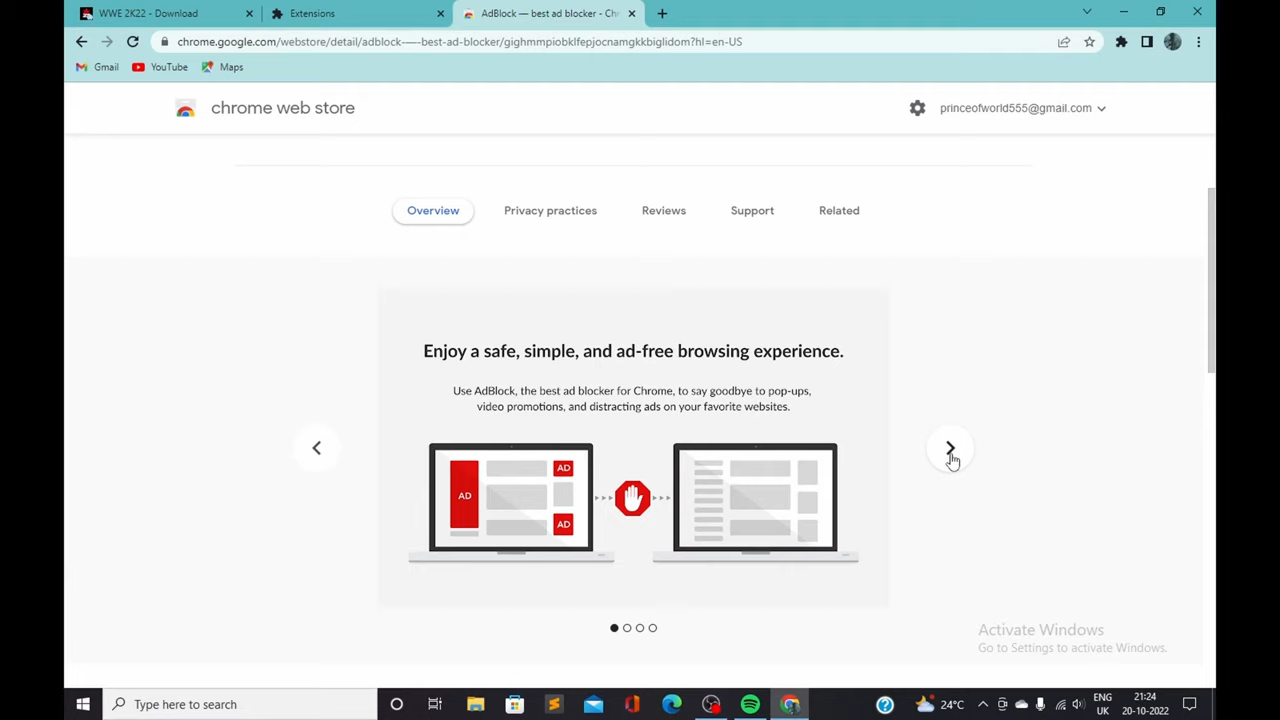 WWE 2K22 - Download
Extensions
AdBlock — best ad blocker - Chr
chrome.google.com/webstore/detail/adblock-—-best-ad-blocker/gighmmpiobklfepjocnamgkkbiglidom?hl=en-US
Gmail
YouTube
Maps
chrome web store
princeofworld555@gmail.com
Overview
Privacy practices
Reviews
Support
Related
Enjoy a safe, simple, and ad-free browsing experience.
Use AdBlock, the best ad blocker for Chrome, to say goodbye to pop-ups,
video promotions, and distracting ads on your favorite websites.
AD
AD
AD
Activate Windows
Go to Settings to activate Windows.
Type here to search
24°C
ENG
UK
21:24
20-10-2022